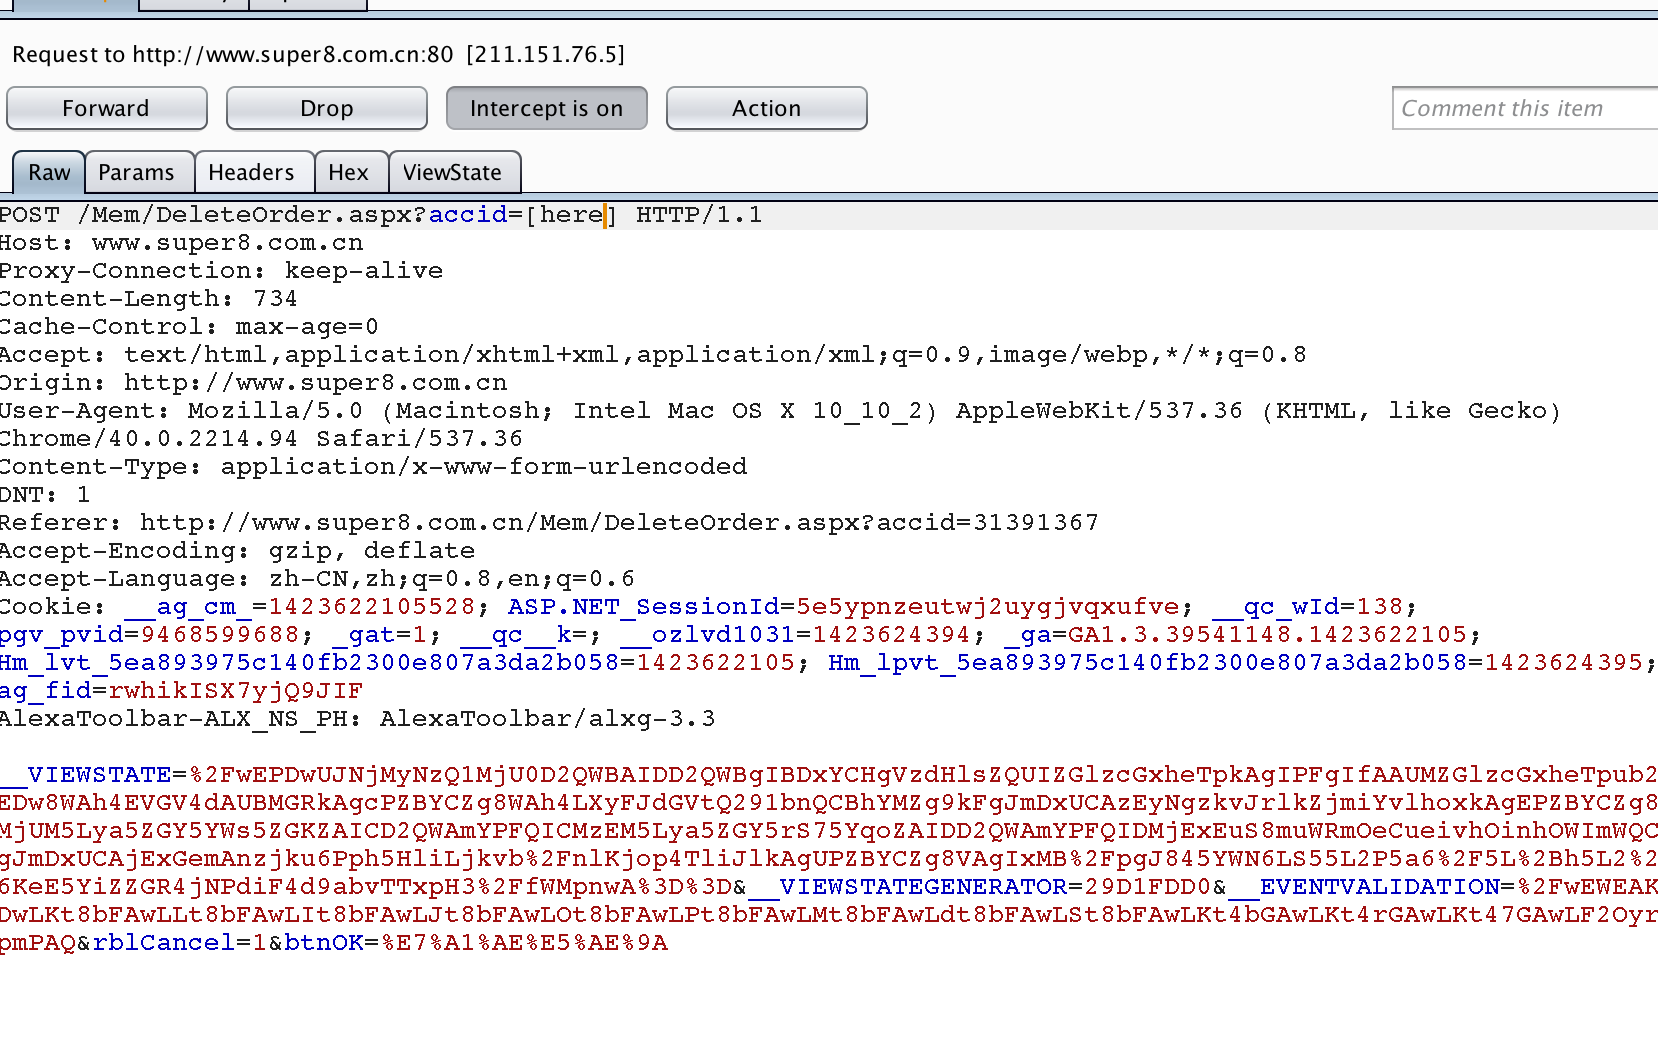 Request to http://www.super8.com.cn:80 [211.151.76.5]
Forward Drop Intercept is on Action Comment this item
Raw Params Headers Hex ViewState
POST /Mem/DeleteOrder.aspx?accid=[here] HTTP/1.1
Host: www.super8.com.cn
Proxy-Connection: keep-alive
Content-Length: 734
Cache-Control: max-age=0
Accept: text/html,application/xhtml+xml,application/xml;q=0.9,image/webp,*/*;q=0.8
Origin: http://www.super8.com.cn
User-Agent: Mozilla/5.0 (Macintosh; Intel Mac OS X 10_10_2) AppleWebKit/537.36 (KHTML, like Gecko)
Chrome/40.0.2214.94 Safari/537.36
Content-Type: application/x-www-form-urlencoded
DNT: 1
Referer: http://www.super8.com.cn/Mem/DeleteOrder.aspx?accid=31391367
Accept-Encoding: gzip, deflate
Accept-Language: zh-CN,zh;q=0.8,en;q=0.6
Cookie: __ag_cm_=1423622105528; ASP.NET_SessionId=5e5ypnzeutwj2uygjvqxufve; __qc_wId=138;
pgv_pvid=9468599688; _gat=1; __qc__k=; __ozlvd1031=1423624394; _ga=GA1.3.39541148.1423622105;
Hm_lvt_5ea893975c140fb2300e807a3da2b058=1423622105; Hm_lpvt_5ea893975c140fb2300e807a3da2b058=1423624395;
ag_fid=rwhikISX7yjQ9JIF
AlexaToolbar-ALX_NS_PH: AlexaToolbar/alxg-3.3
__VIEWSTATE=%2FwEPDwUJNjMyNzQ1MjU0D2QWBAIDD2QWBgIBDxYCHgVzdHlsZQUIZGlzcGxheTpkAgIPFgIfAAUMZGlzcGxheTpub2
EDw8WAh4EVGV4dAUBMGRkAgcPZBYCZg8WAh4LXyFJdGVtQ291bnQCBhYMZg9kFgJmDxUCAzEyNgzkvJrlkZjmiYvlhoxkAgEPZBYCZg8
MjUM5Lya5ZGY5YWs5ZGKZAICD2QWAmYPFQICMzEM5Lya5ZGY5rS75YqoZAIDD2QWAmYPFQIDMjExEuS8muWRmOeCueivhOinhOWImWQC
gJmDxUCAjExGemAnzjku6Pph5HliLjkvb%2FnlKjop4TliJlkAgUPZBYCZg8VAgIxMB%2FpgJ845YWN6LS55L2P5a6%2F5L%2Bh5L2%2
6KeE5YiZZGR4jNPdiF4d9abvTTxpH3%2FfWMpnwA%3D%3D&__VIEWSTATEGENERATOR=29D1FDD0&__EVENTVALIDATION=%2FwEWEAK
DwLKt8bFAwLLt8bFAwLIt8bFAwLJt8bFAwLOt8bFAwLPt8bFAwLMt8bFAwLdt8bFAwLSt8bFAwLKt4bGAwLKt4rGAwLKt47GAwLF2Oyr
pmPAQ&rblCancel=1&btnOK=%E7%A1%AE%E5%AE%9A